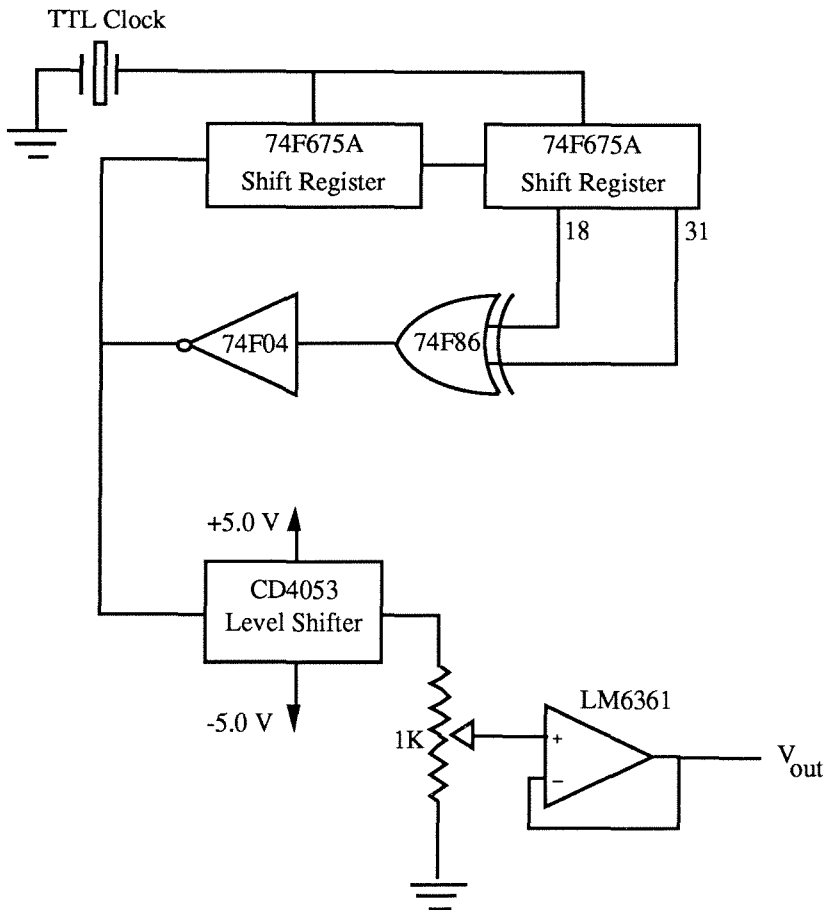 TTL Clock
74F675A
Shift Register
74F675A
Shift Register
18
31
74F04
74F86
+5.0 V
CD4053
Level Shifter
-5.0 V
1K
LM6361
+
−
Vout